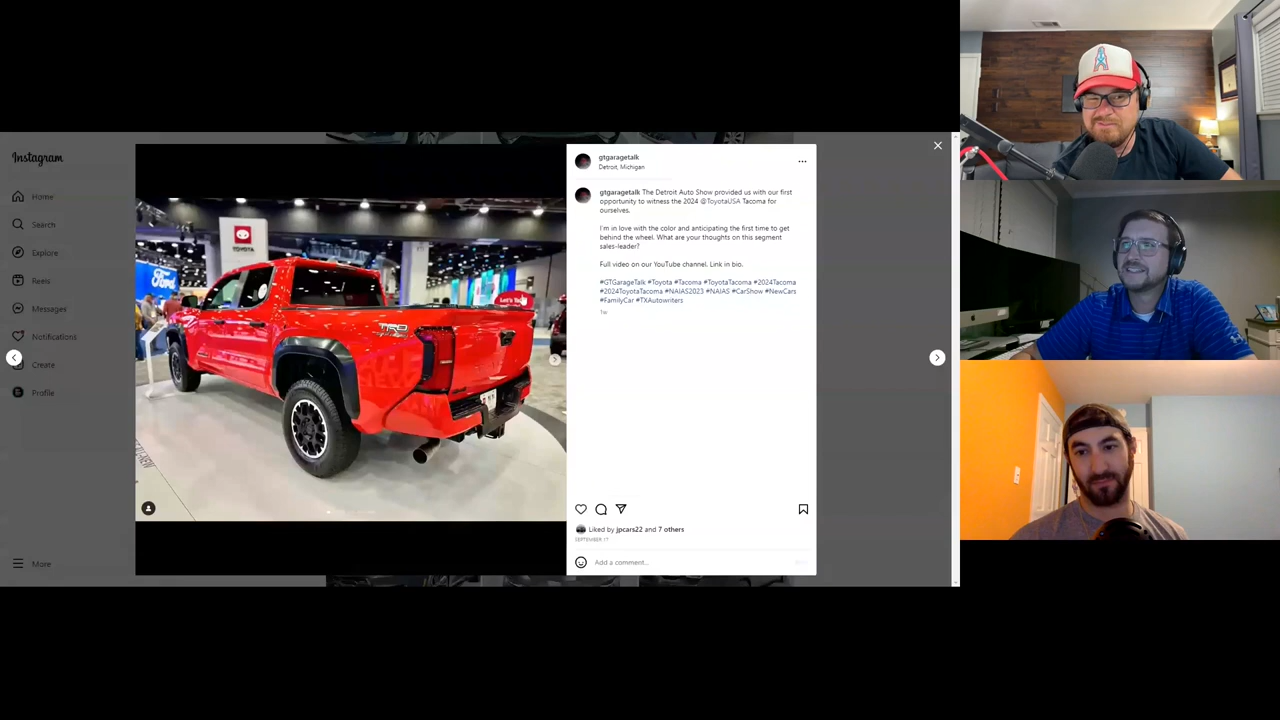 Instagram
Home
Search
Explore
Reels
Messages
Notifications
Create
Profile
More
Ford
TOYOTA
Let's
TRD
gtgaragetalk
Detroit, Michigan
gtgaragetalk The Detroit Auto Show provided us with our first
opportunity to witness the 2024 @ToyotaUSA Tacoma for
ourselves.
I'm in love with the color and anticipating the first time to get
behind the wheel. What are your thoughts on this segment
sales-leader?
Full video on our YouTube channel. Link in bio.
#GTGarageTalk #Toyota #Tacoma #ToyotaTacoma #2024Tacoma
#2024ToyotaTacoma #NAIAS2023 #NAIAS #CarShow #NewCars
#FamilyCar #TXAutowriters
1w
Liked by jpcars22 and 7 others
SEPTEMBER 17
Add a comment...